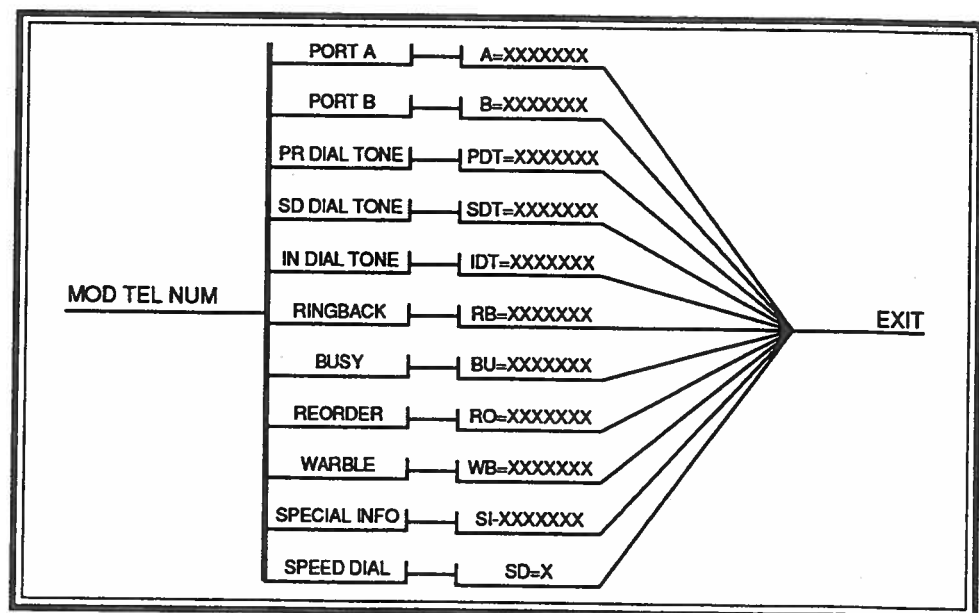 PORT A A=XXXXXXX
PORT B B=XXXXXXX
PR DIAL TONE PDT=XXXXXXX
SD DIAL TONE SDT=XXXXXXX
IN DIAL TONE IDT=XXXXXXX
MOD TEL NUM
RINGBACK RB=XXXXXXX
EXIT
BUSY BU=XXXXXXX
REORDER RO=XXXXXXX
WARBLE WB=XXXXXXX
SPECIAL INFO SI-XXXXXXX
SPEED DIAL SD=X